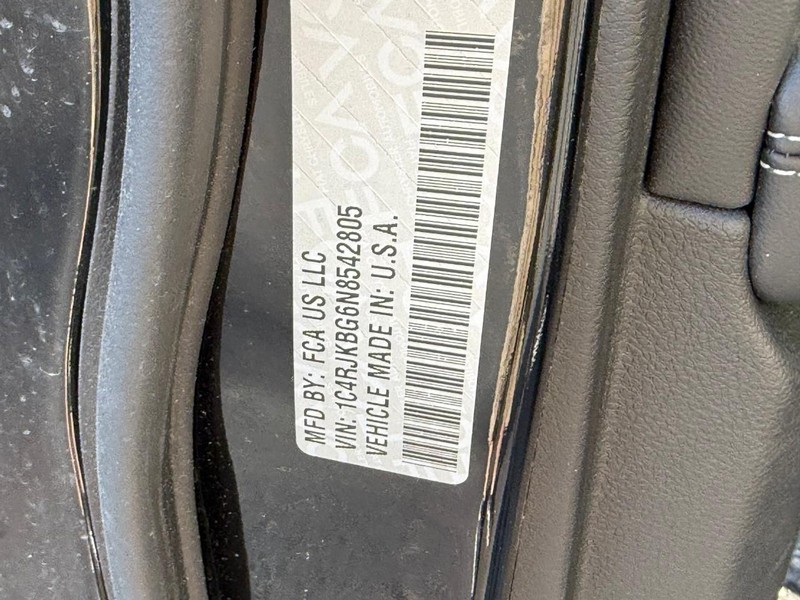 MFD BY: FCA US LLC
VIN: 1C4RJKBG6N8542805
VEHICLE MADE IN: U.S.A.